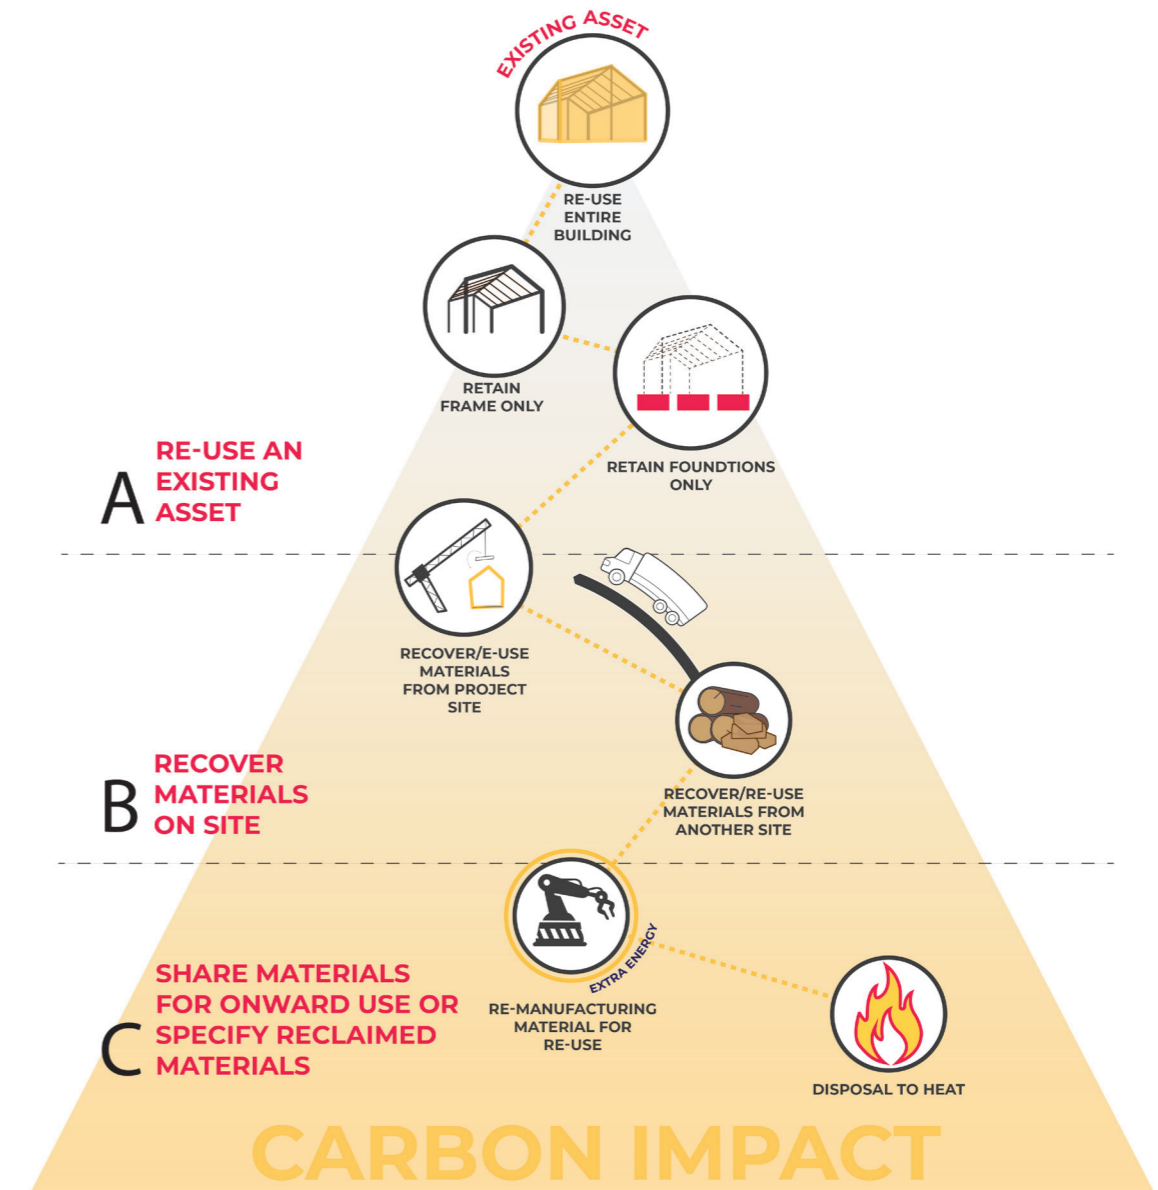 EXISTING ASSET
RE-USE
ENTIRE
BUILDING
RETAIN
FRAME ONLY
RETAIN FOUNDTIONS
ONLY
A
RE-USE AN
EXISTING
ASSET
RECOVER/E-USE
MATERIALS
FROM PROJECT
SITE
B
RECOVER
MATERIALS
ON SITE
RECOVER/RE-USE
MATERIALS FROM
ANOTHER SITE
EXTRA ENERGY
RE-MANUFACTURING
MATERIAL FOR
RE-USE
C
SHARE MATERIALS
FOR ONWARD USE OR
SPECIFY RECLAIMED
MATERIALS
DISPOSAL TO HEAT
CARBON IMPACT